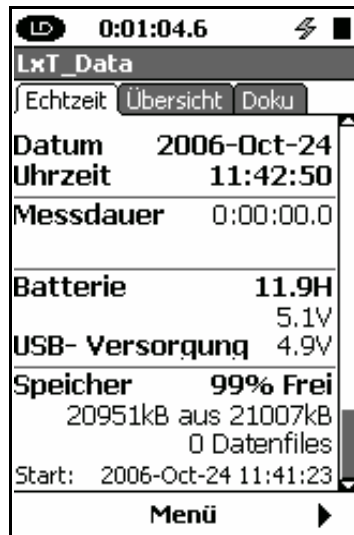 LD 0:01:04.6
LxT_Data
Echtzeit Übersicht Doku
Datum 2006-Oct-24
Uhrzeit 11:42:50
Messdauer 0:00:00.0
Batterie 11.9H
5.1V
USB- Versorgung 4.9V
Speicher 99% Frei
20951kB aus 21007kB
0 Datenfiles
Start: 2006-Oct-24 11:41:23
Menü